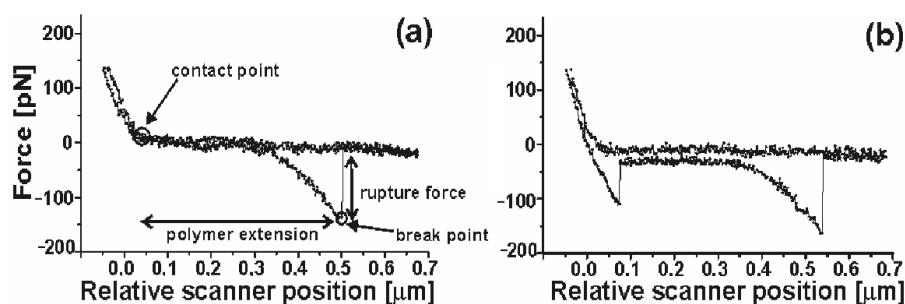 (a)
200
100
0
-100
-200
Force [pN]
contact point
rupture force
polymer extension
break point
0.0 0.1 0.2 0.3 0.4 0.5 0.6 0.7
Relative scanner position [μm]
(b)
200
100
0
-100
-200
0.0 0.1 0.2 0.3 0.4 0.5 0.6 0.7
Relative scanner position [μm]